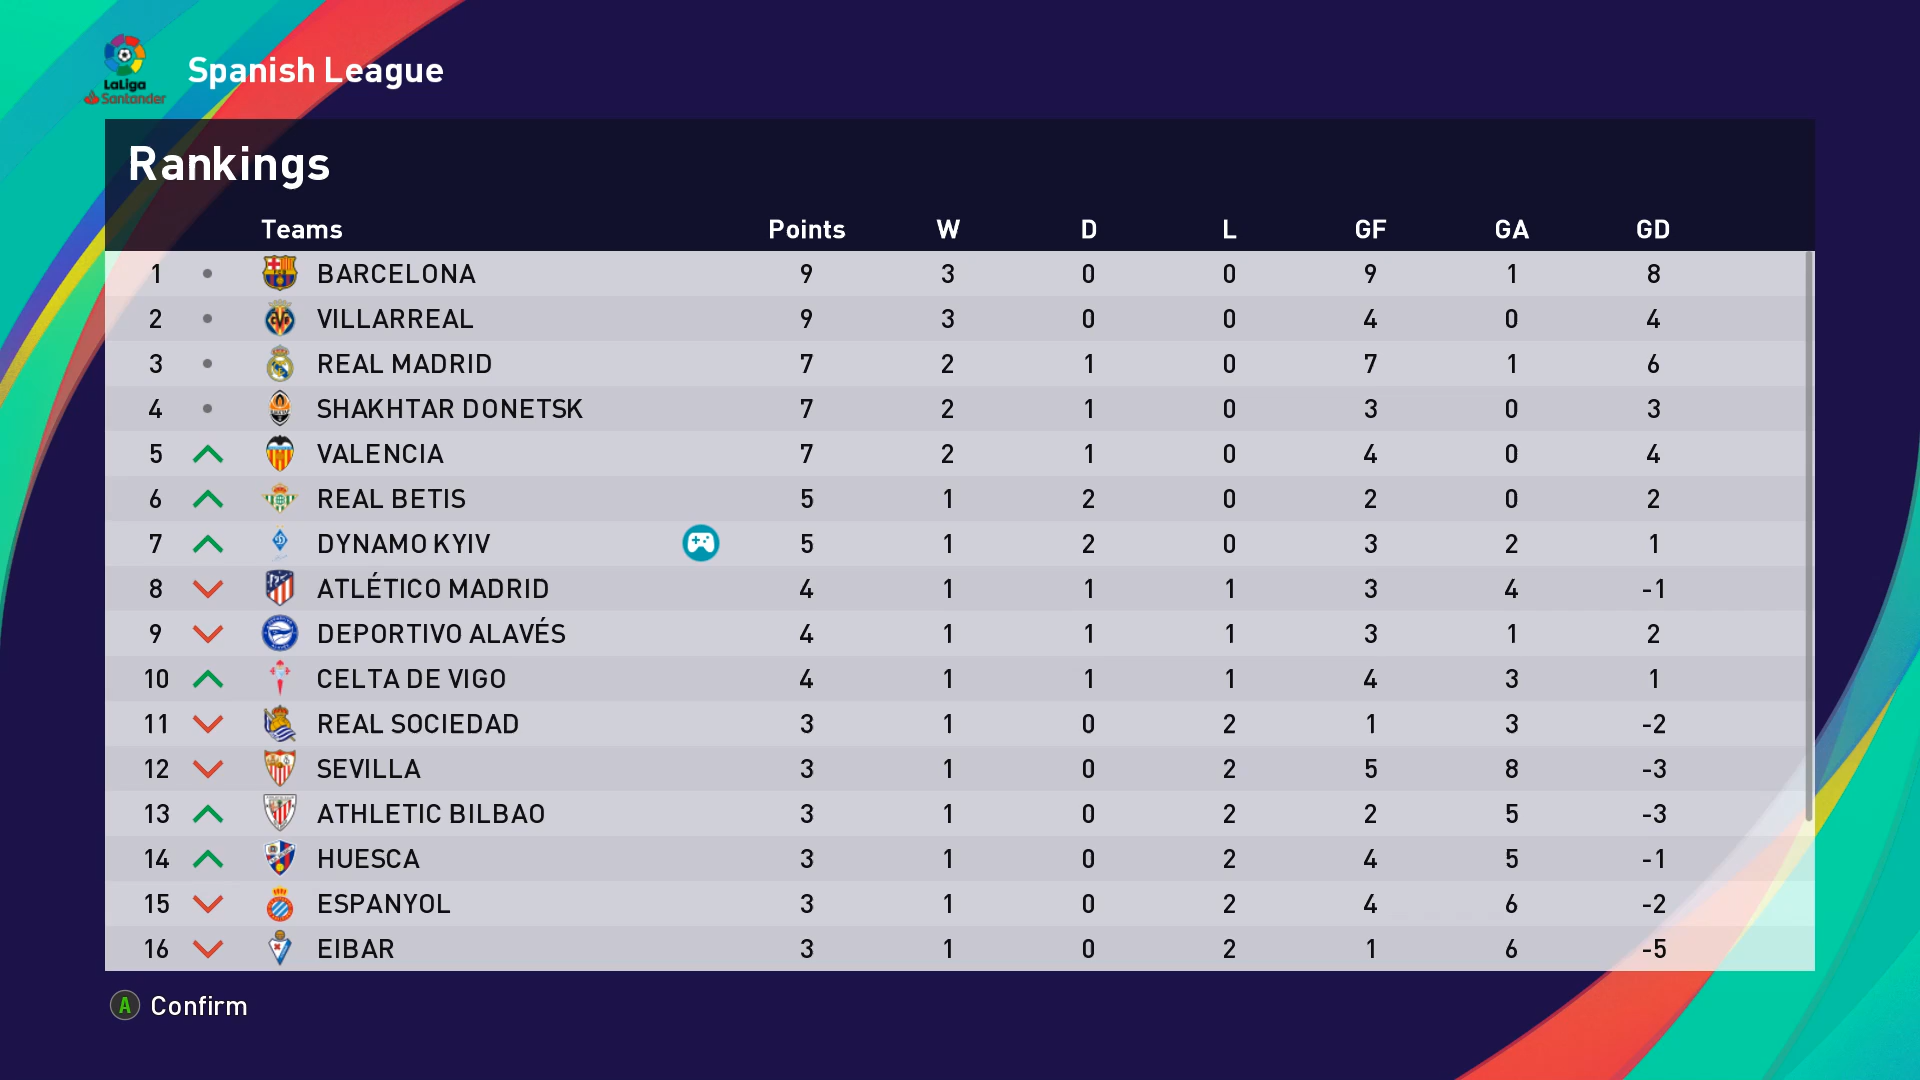 LaLiga
Santander
Spanish League
Rankings
Teams Points W D L GF GA GD
1 BARCELONA 9 3 0 0 9 1 8
2 VILLARREAL 9 3 0 0 4 0 4
3 REAL MADRID 7 2 1 0 7 1 6
4 SHAKHTAR DONETSK 7 2 1 0 3 0 3
5 VALENCIA 7 2 1 0 4 0 4
6 REAL BETIS 5 1 2 0 2 0 2
7 DYNAMO KYIV 5 1 2 0 3 2 1
8 ATLÉTICO MADRID 4 1 1 1 3 4 -1
9 DEPORTIVO ALAVÉS 4 1 1 1 3 1 2
10 CELTA DE VIGO 4 1 1 1 4 3 1
11 REAL SOCIEDAD 3 1 0 2 1 3 -2
12 SEVILLA 3 1 0 2 5 8 -3
13 ATHLETIC BILBAO 3 1 0 2 2 5 -3
14 HUESCA 3 1 0 2 4 5 -1
15 ESPANYOL 3 1 0 2 4 6 -2
16 EIBAR 3 1 0 2 1 6 -5
A Confirm